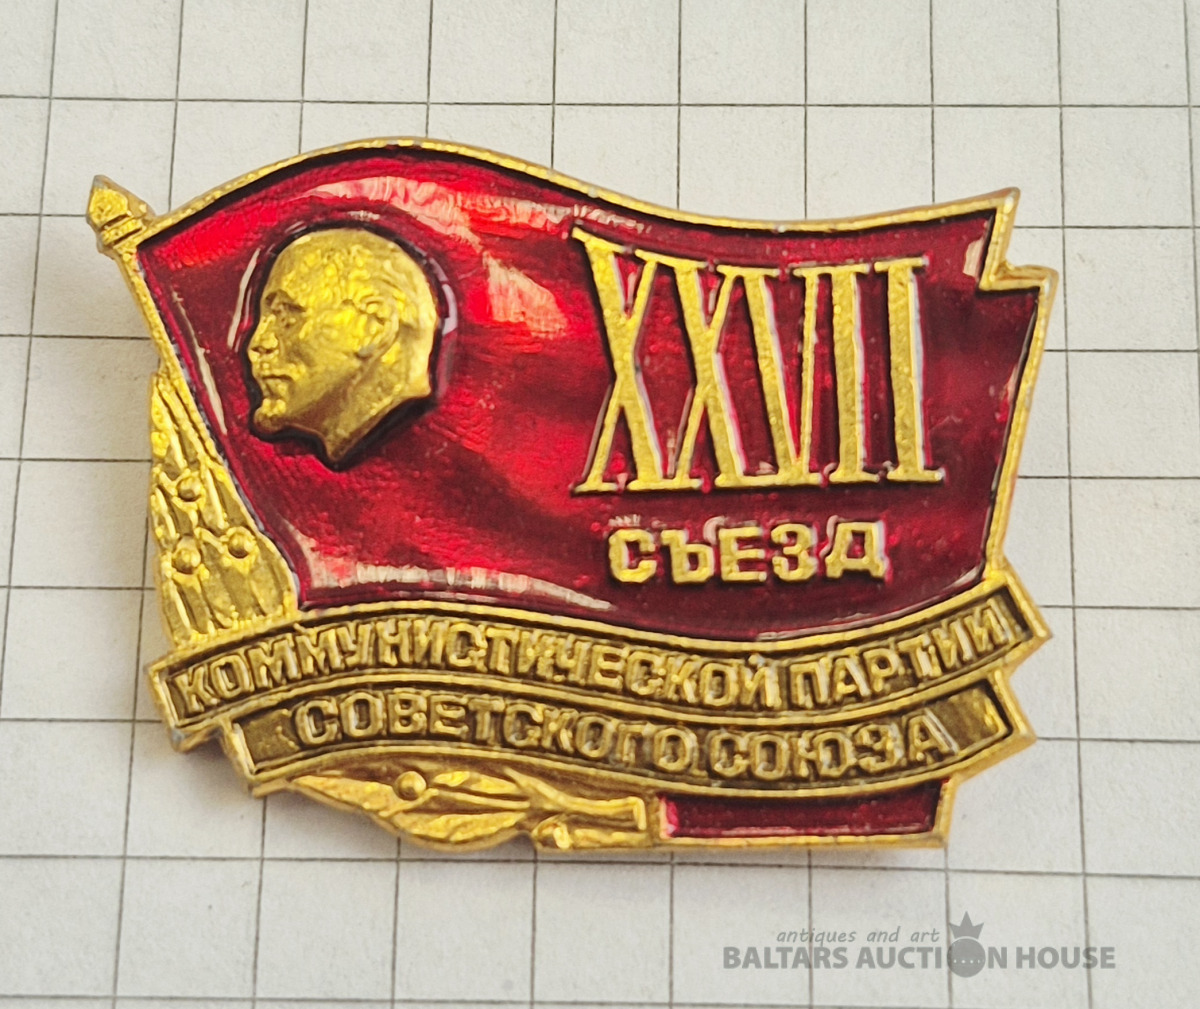 XXVII
СЪЕЗД
КОММУНИСТИЧЕСКОЙ ПАРТИИ
СОВЕТСКОГО СОЮЗА
antiques and art
BALTARS AUCTION HOUSE